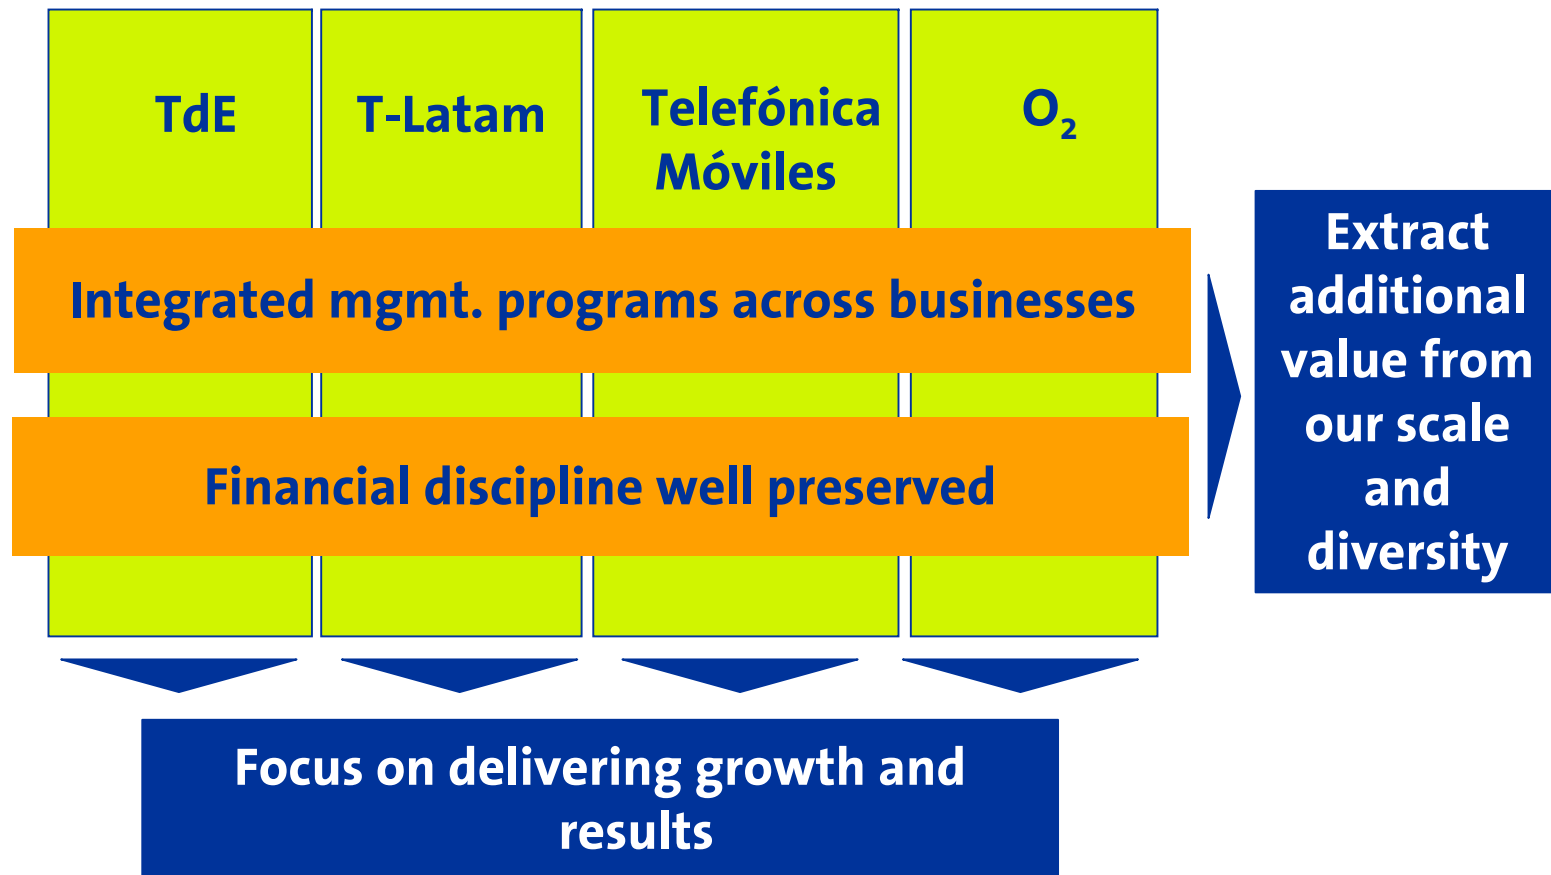 TdE
T-Latam
Telefónica
Móviles
O₂
Integrated mgmt. programs across businesses
Financial discipline well preserved
Extract
additional
value from
our scale
and
diversity
Focus on delivering growth and
results